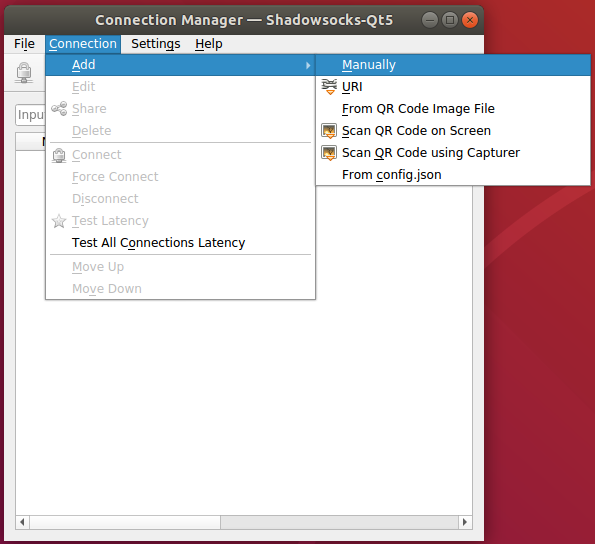 Connection Manager — Shadowsocks-Qt5
File Connection Settings Help
Add
Edit
Share
Delete
Connect
Force Connect
Disconnect
Test Latency
Test All Connections Latency
Move Up
Move Down
Manually
URI
From QR Code Image File
Scan QR Code on Screen
Scan QR Code using Capturer
From config.json